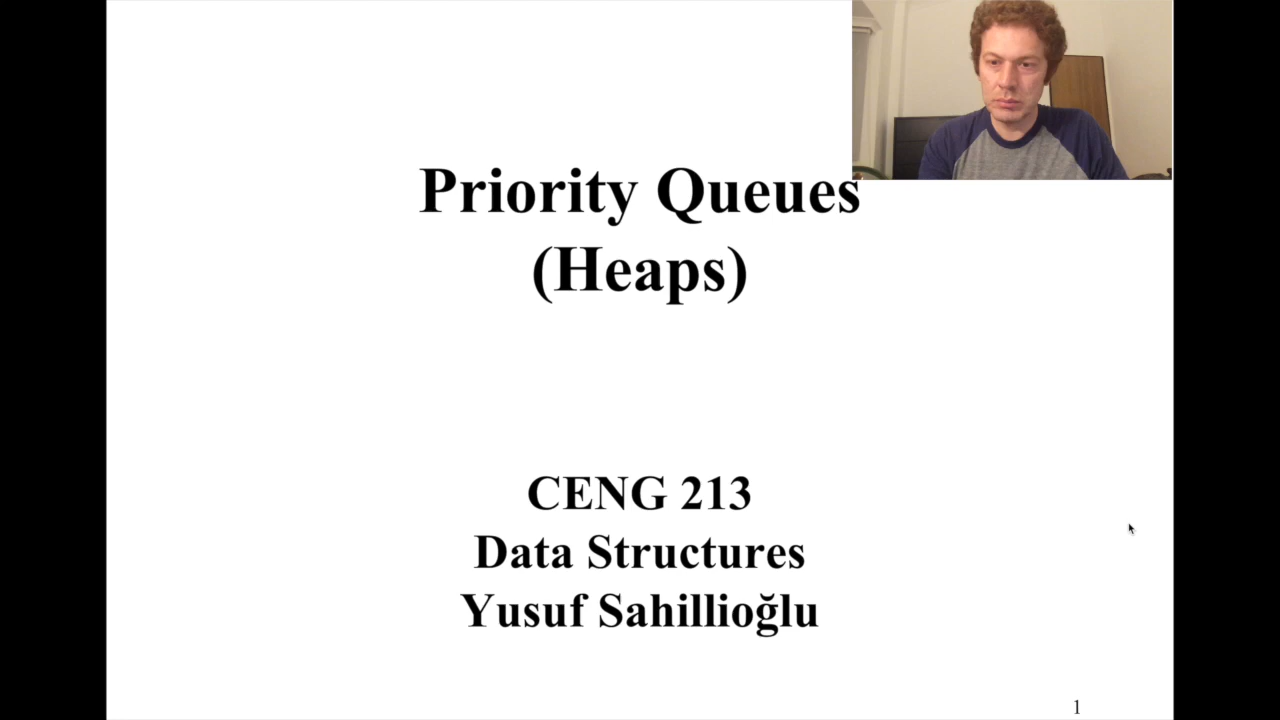 Priority Queues
(Heaps)
CENG 213
Data Structures
Yusuf Sahillioğlu
1